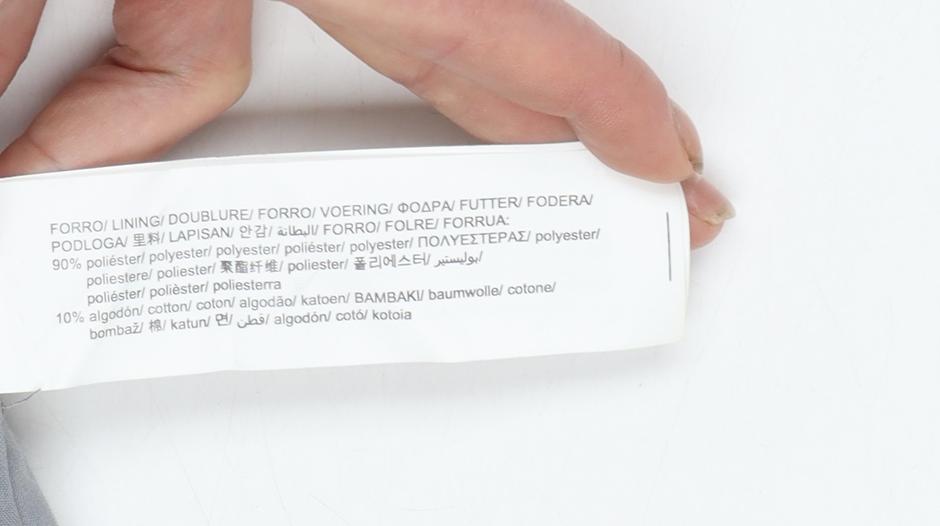 FORRO/ LINING/ DOUBLURE/ FORRO/ VOERING/ ΦΟΔΡΑ/ FUTTER/ FODERA/
PODLOGA/ 里料/ LAPISAN/ 안감/ البطانة/ FORRO/ FOLRE/ FORRUA:
90% poliéster/ polyester/ polyester/ poliéster/ polyester/ ΠΟΛΥΕΣΤΕΡΑΣ/ polyester/
poliestere/ poliester/ 聚酯纤维/ poliester/ 폴리에스터/ بوليستير/
poliéster/ polièster/ poliesterra
10% algodón/ cotton/ coton/ algodão/ katoen/ BAMBAKI/ baumwolle/ cotone/
bombaž/ 棉/ katun/ 면/ قطن/ algodón/ cotó/ kotoia